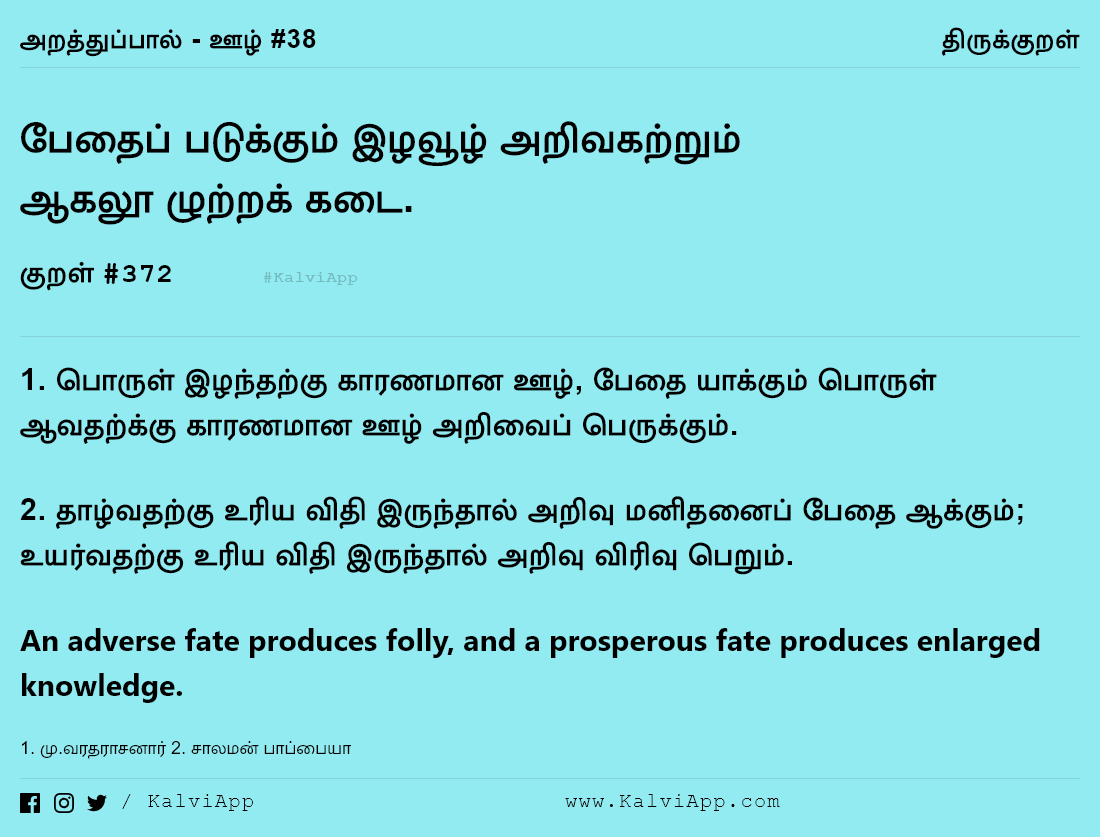 அறத்துப்பால் - ஊழ் #38
திருக்குறள்
பேதைப் படுக்கும் இழவூழ் அறிவகற்றும்
ஆகலூ ழுற்றக் கடை.
குறள் #372
#KalviApp
1. பொருள் இழந்தற்கு காரணமான ஊழ், பேதை யாக்கும் பொருள்
ஆவதற்க்கு காரணமான ஊழ் அறிவைப் பெருக்கும்.
2. தாழ்வதற்கு உரிய விதி இருந்தால் அறிவு மனிதனைப் பேதை ஆக்கும்;
உயர்வதற்கு உரிய விதி இருந்தால் அறிவு விரிவு பெறும்.
An adverse fate produces folly, and a prosperous fate produces enlarged
knowledge.
1. மு.வரதராசனார் 2. சாலமன் பாப்பையா
/ KalviApp
www.KalviApp.com